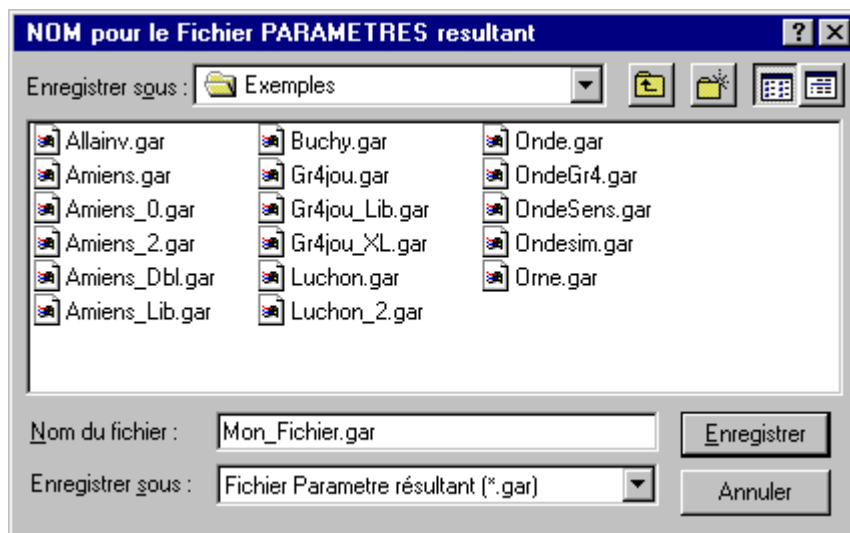 NOM pour le Fichier PARAMETRES resultant
Enregistrer sous : Exemples
Allainv.gar Buchy.gar Onde.gar
Amiens.gar Gr4jou.gar OndeGr4.gar
Amiens_0.gar Gr4jou_Lib.gar OndeSens.gar
Amiens_2.gar Gr4jou_XL.gar Ondesim.gar
Amiens_Dbl.gar Luchon.gar Orne.gar
Amiens_Lib.gar Luchon_2.gar
Nom du fichier : Mon_Fichier.gar Enregistrer
Enregistrer sous : Fichier Parametre résultant (*.gar) Annuler